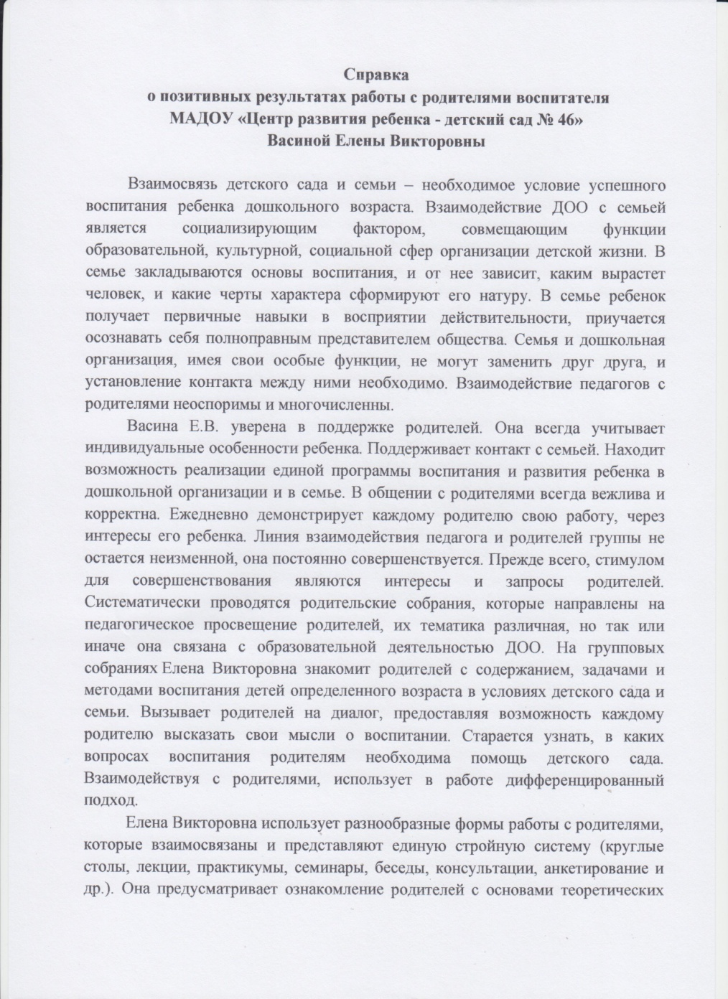 Справка
о позитивных результатах работы с родителями воспитателя
МАДОУ «Центр развития ребенка - детский сад № 46»
Васиной Елены Викторовны
Взаимосвязь детского сада и семьи – необходимое условие успешного
воспитания ребенка дошкольного возраста. Взаимодействие ДОО с семьей
является социализирующим фактором, совмещающим функции
образовательной, культурной, социальной сфер организации детской жизни. В
семье закладываются основы воспитания, и от нее зависит, каким вырастет
человек, и какие черты характера сформируют его натуру. В семье ребенок
получает первичные навыки в восприятии действительности, приучается
осознавать себя полноправным представителем общества. Семья и дошкольная
организация, имея свои особые функции, не могут заменить друг друга, и
установление контакта между ними необходимо. Взаимодействие педагогов с
родителями неоспоримы и многочисленны.
Васина Е.В. уверена в поддержке родителей. Она всегда учитывает
индивидуальные особенности ребенка. Поддерживает контакт с семьей. Находит
возможность реализации единой программы воспитания и развития ребенка в
дошкольной организации и в семье. В общении с родителями всегда вежлива и
корректна. Ежедневно демонстрирует каждому родителю свою работу, через
интересы его ребенка. Линия взаимодействия педагога и родителей группы не
остается неизменной, она постоянно совершенствуется. Прежде всего, стимулом
для совершенствования являются интересы и запросы родителей.
Систематически проводятся родительские собрания, которые направлены на
педагогическое просвещение родителей, их тематика различная, но так или
иначе она связана с образовательной деятельностью ДОО. На групповых
собраниях Елена Викторовна знакомит родителей с содержанием, задачами и
методами воспитания детей определенного возраста в условиях детского сада и
семьи. Вызывает родителей на диалог, предоставляя возможность каждому
родителю высказать свои мысли о воспитании. Старается узнать, в каких
вопросах воспитания родителям необходима помощь детского сада.
Взаимодействуя с родителями, использует в работе дифференцированный
подход.
Елена Викторовна использует разнообразные формы работы с родителями,
которые взаимосвязаны и представляют единую стройную систему (круглые
столы, лекции, практикумы, семинары, беседы, консультации, анкетирование и
др.). Она предусматривает ознакомление родителей с основами теоретических